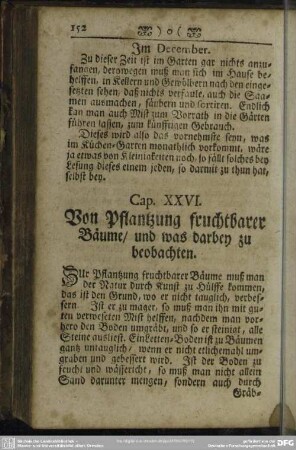 152 )o(
Im December.
Zu dieser Zeit ist im Garten gar nichts anzu-
fangen, derowegen muß man sich im Hause be-
helffen, in Kellern und Gewölbern nach den einge-
setzten sehen, daß nichts verfaule, auch die Saa-
men ausmachen, säubern und sortiren. Endlich
kan man auch Mist zum Vorrath in die Gärten
führen lassen, zum künfftigen Gebrauch.
Dieses wird also das vornehmste seyn, was
im Küchen-Garten monathlich vorkommt, wäre
ja etwas von Kleinigkeiten noch, so fällt solches bey
Lesung dieses einem jeden, so darmit zu thun hat,
selbst bey.
Cap. XXVI.
Von Pflantzung fruchtbarer
Bäume/ und was darbey zu
beobachten.
Zur Pflantzung fruchtbarer Bäume muß man
der Natur durch Kunst zu Hülffe kommen,
das ist den Grund, wo er nicht tauglich, verbes-
sern. Ist er zu mager, so muß man ihn mit gu-
ten verweseten Mist helffen, nachdem man vor-
hero den Boden umgräbt, und so er steinigt, alle
Steine ausliest. Ein Letten-Boden ist zu Bäumen
gantz untauglich, wenn er nicht etlichemahl um-
graben und gebessert wird. Ist der Boden zu
feucht und wässericht, so muß man nicht allein
Sand darunter mengen, sondern auch durch
Gräb-